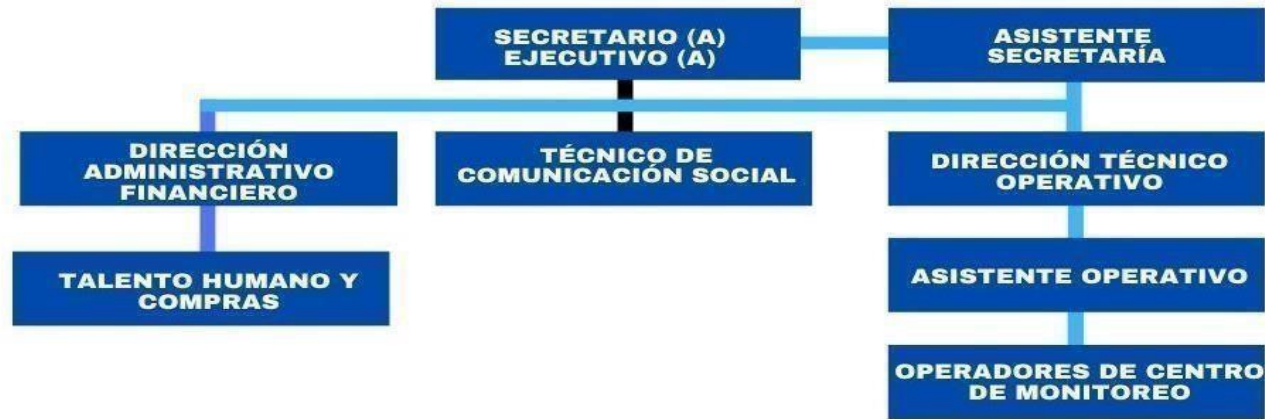 SECRETARIO (A)
EJECUTIVO (A)
ASISTENTE
SECRETARÍA
DIRECCIÓN
ADMINISTRATIVO
FINANCIERO
TÉCNICO DE
COMUNICACIÓN SOCIAL
DIRECCIÓN TÉCNICO
OPERATIVO
TALENTO HUMANO Y
COMPRAS
ASISTENTE OPERATIVO
OPERADORES DE CENTRO
DE MONITOREO